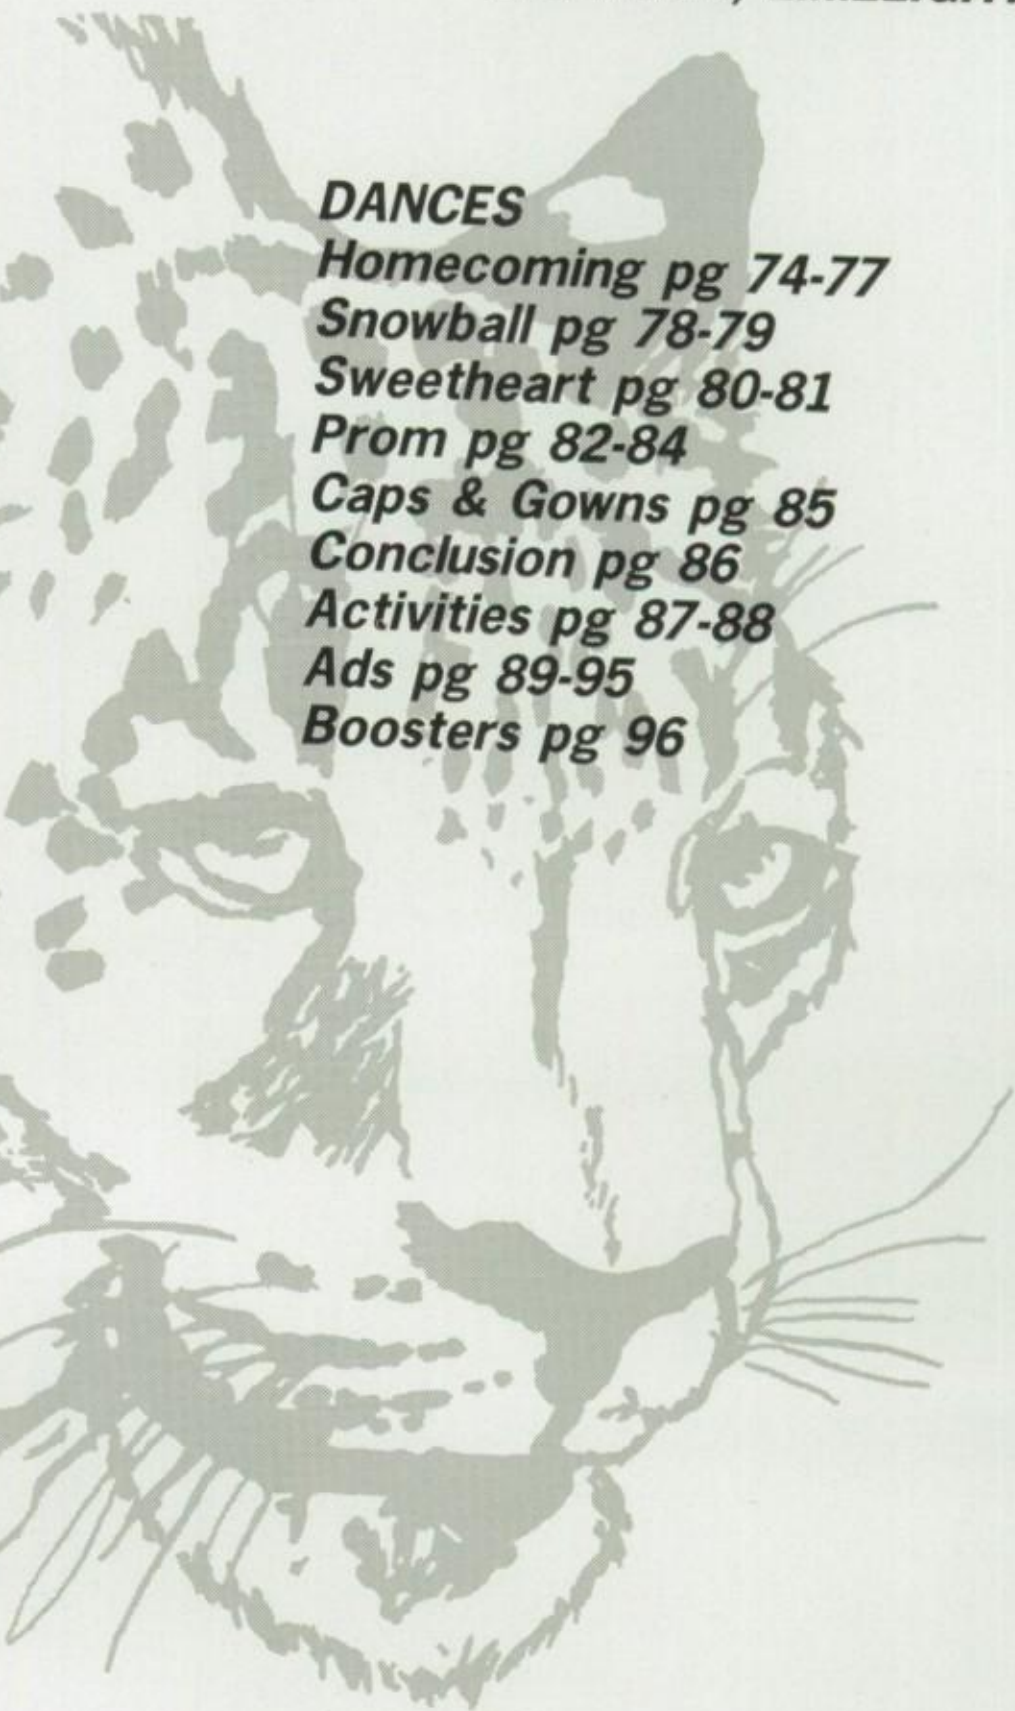 DANCES
Homecoming pg 74-77
Snowball pg 78-79
Sweetheart pg 80-81
Prom pg 82-84
Caps & Gowns pg 85
Conclusion pg 86
Activities pg 87-88
Ads pg 89-95
Boosters pg 96